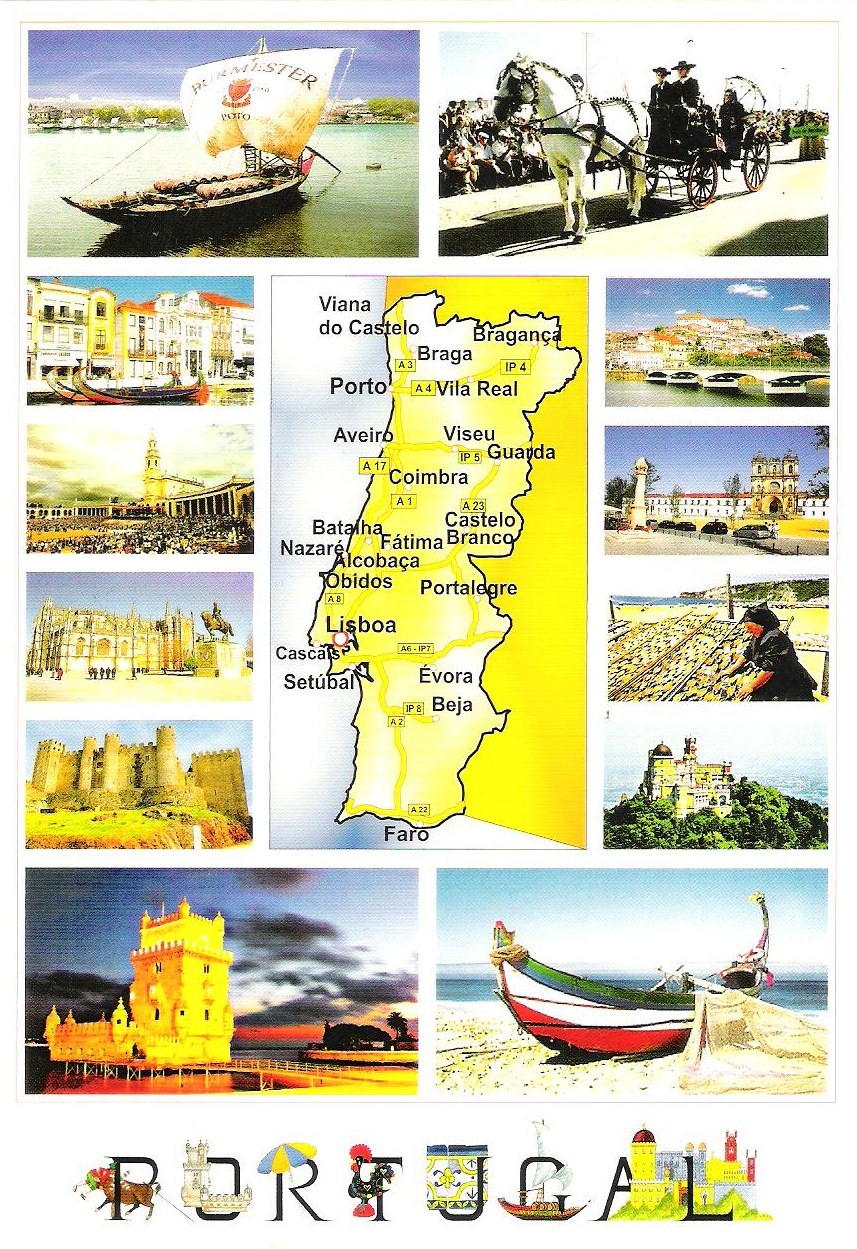 BURMESTER
POTO
Viana
do Castelo
Bragança
Braga
A 3
IP 4
Porto
A 4
Vila Real
Aveiro
Viseu
IP 5
Guarda
A 17
Coimbra
A 1
A 23
Castelo
Branco
Batalha
Fátima
Nazaré
Alcobaça
Óbidos
Portalegre
A 8
Lisboa
Cascais
A6 - IP7
Setúbal
Évora
IP 8
Beja
A 2
A 22
Faro
PORTUGAL